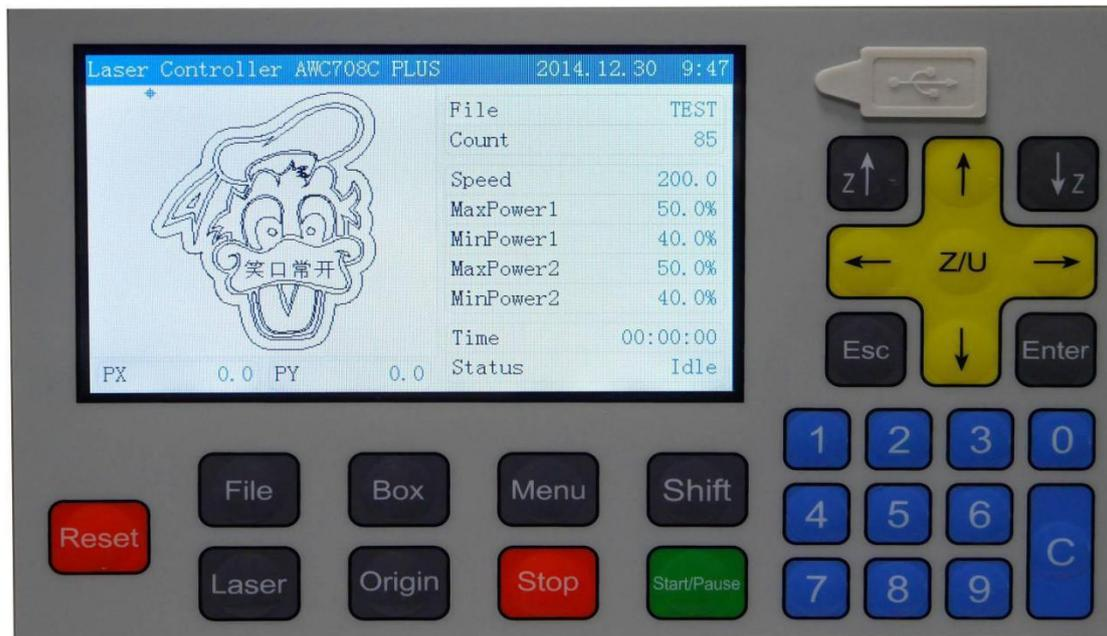 Laser Controller AWC708C PLUS 2014.12.30 9:47
File TEST
Count 85
Speed 200.0
MaxPower1 50.0%
MinPower1 40.0%
MaxPower2 50.0%
MinPower2 40.0%
Time 00:00:00
Status Idle
笑口常开
PX 0.0 PY 0.0
Z↑ ↑ ↓Z
← Z/U →
Esc ↓ Enter
1 2 3 0
4 5 6 C
7 8 9
File Box Menu Shift
Reset
Laser Origin Stop Start/Pause